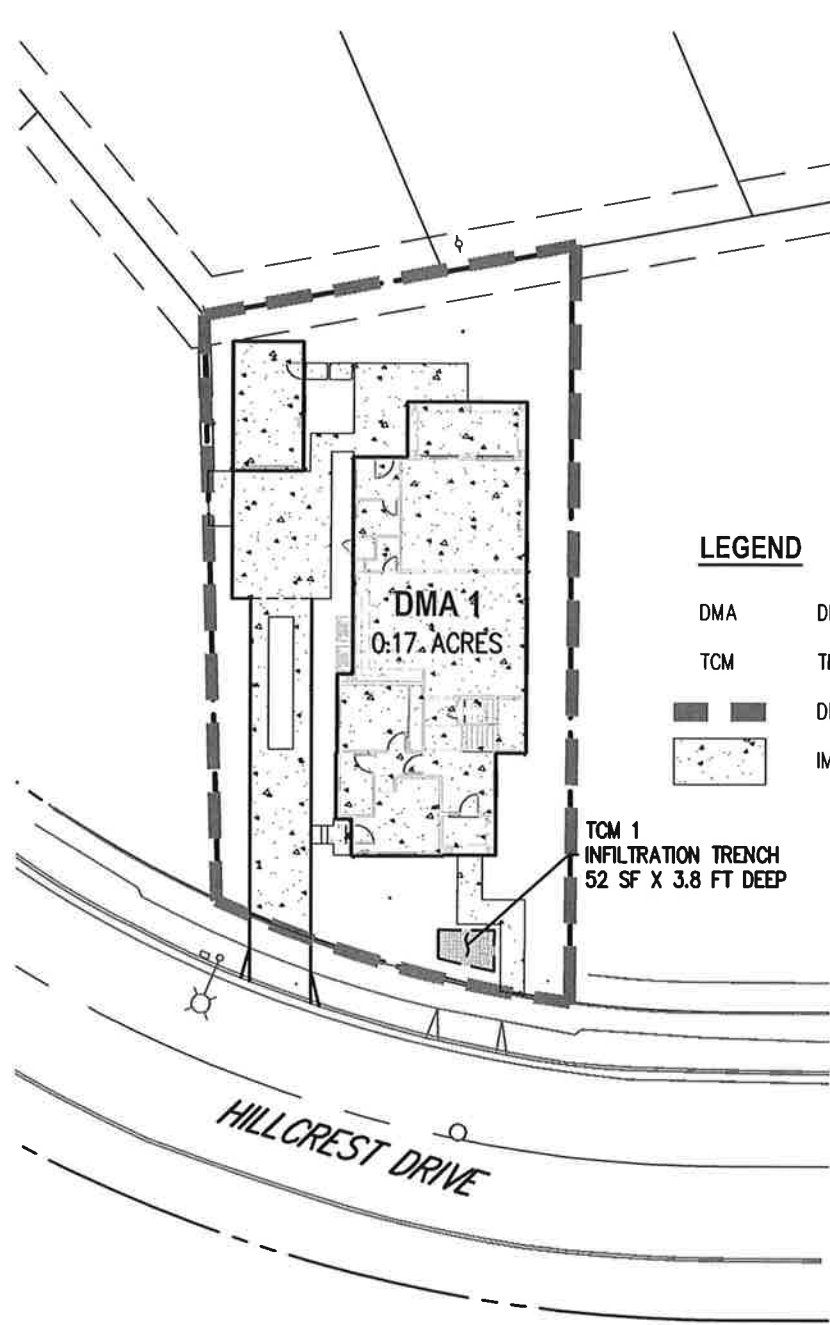 DMA 1
0.17 ACRES
LEGEND
DMA
TCM
TCM 1
INFILTRATION TRENCH
52 SF X 3.8 FT DEEP
HILLCREST DRIVE